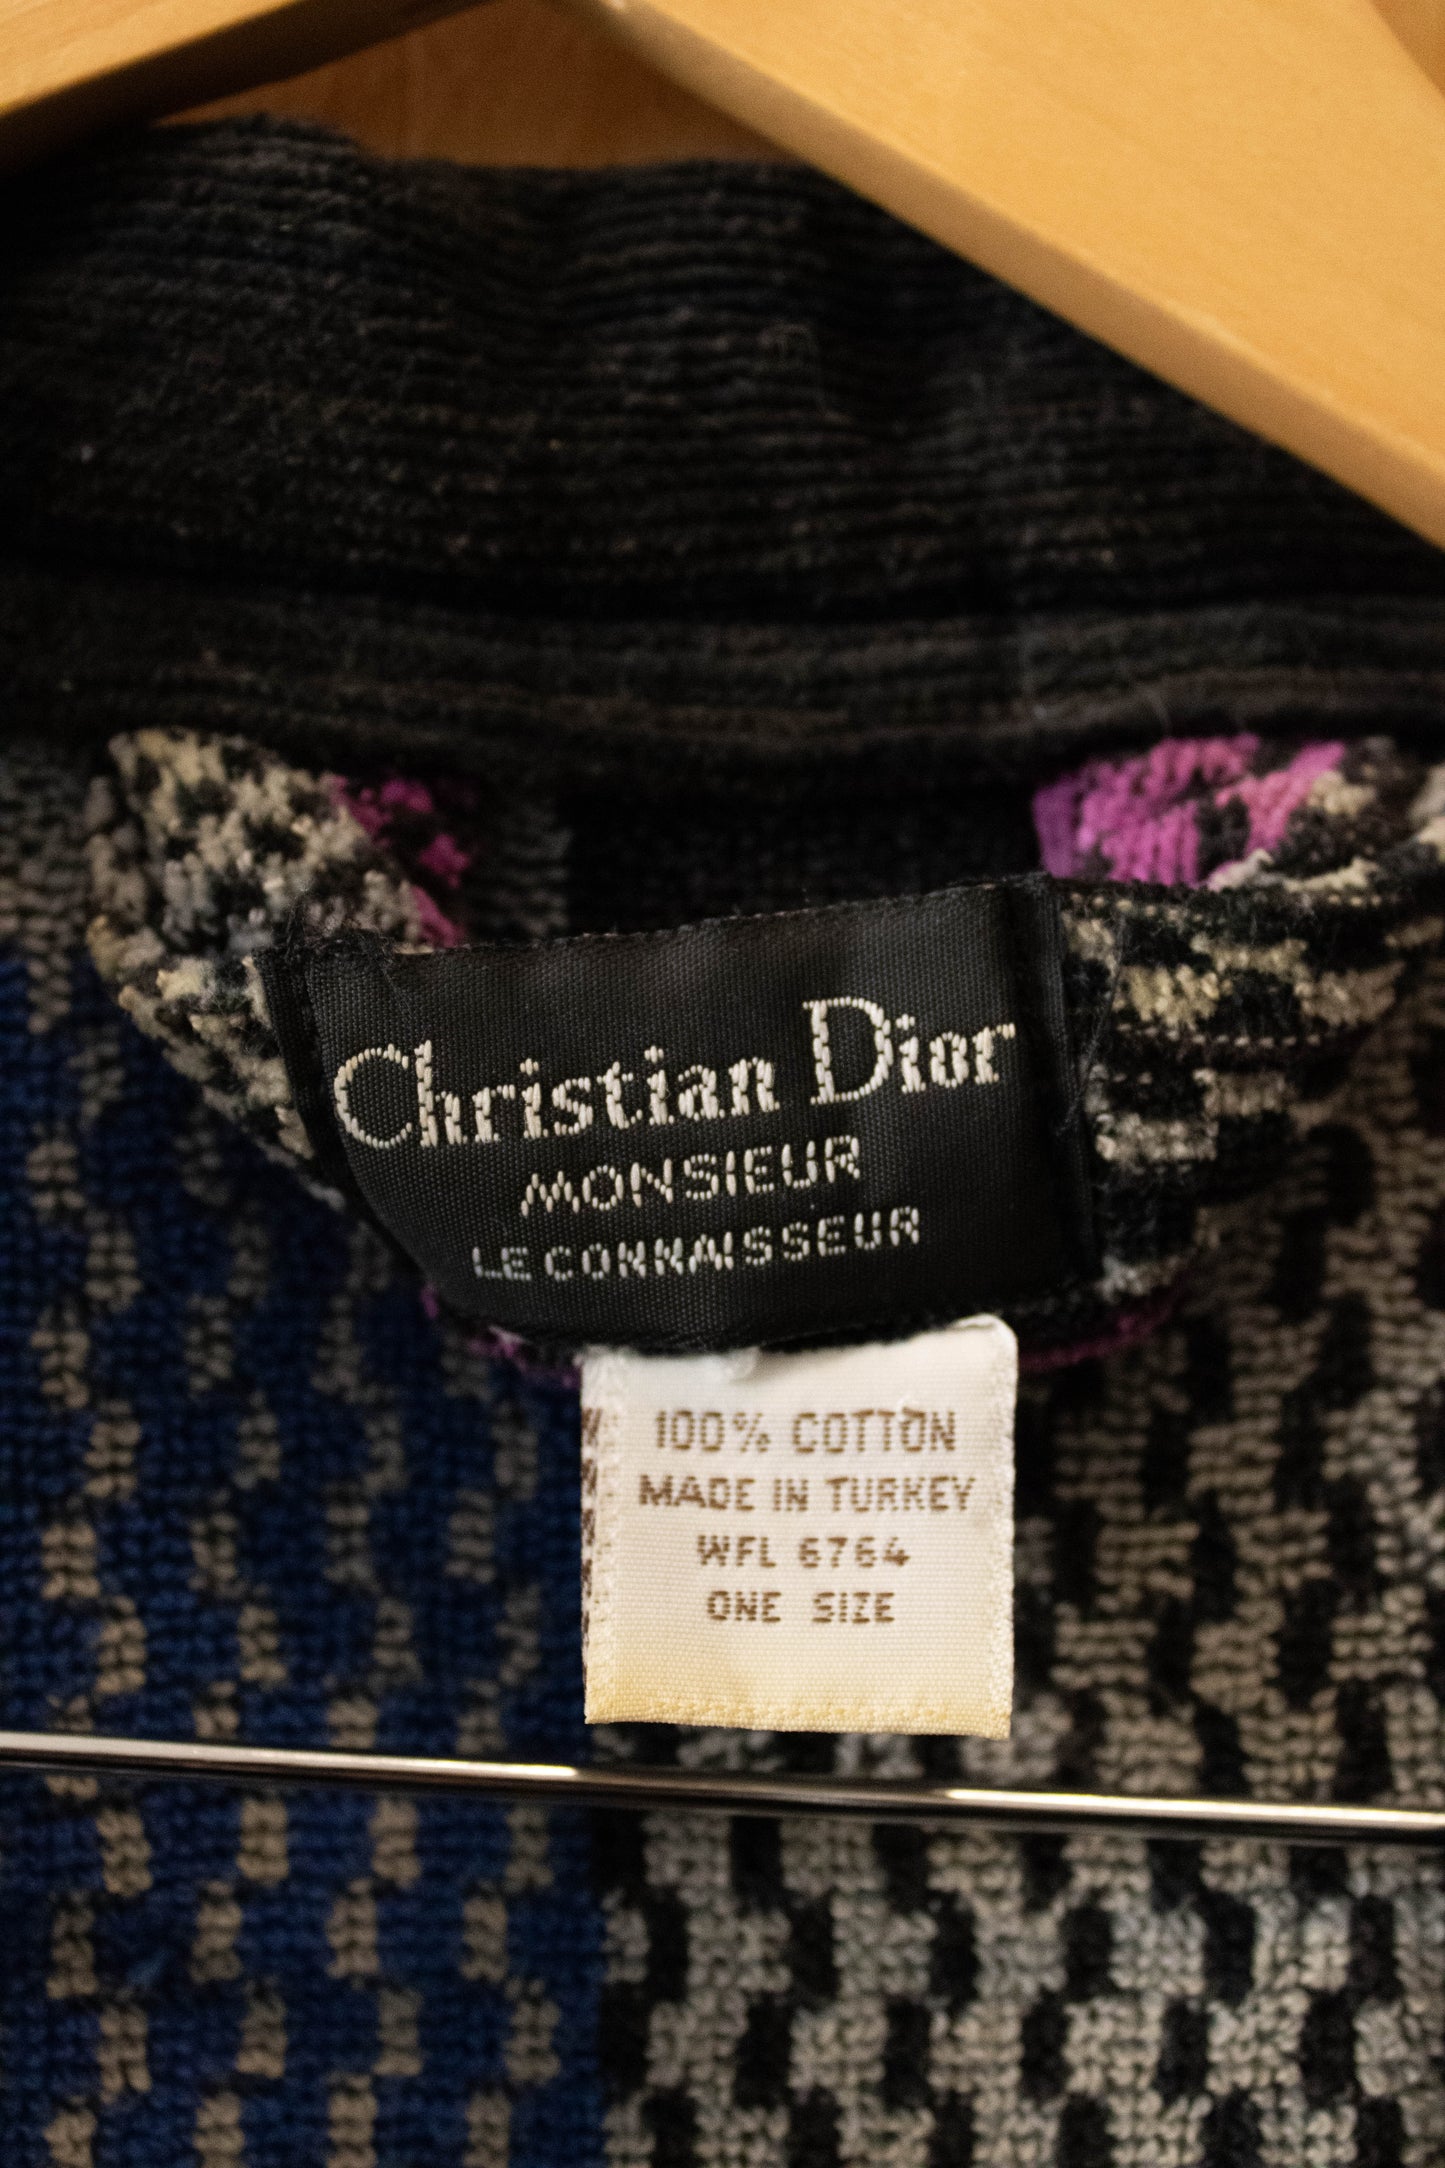 Christian Dior
MONSIEUR
LE CONNAISSEUR
100% COTTON
MADE IN TURKEY
WFL 6764
ONE SIZE